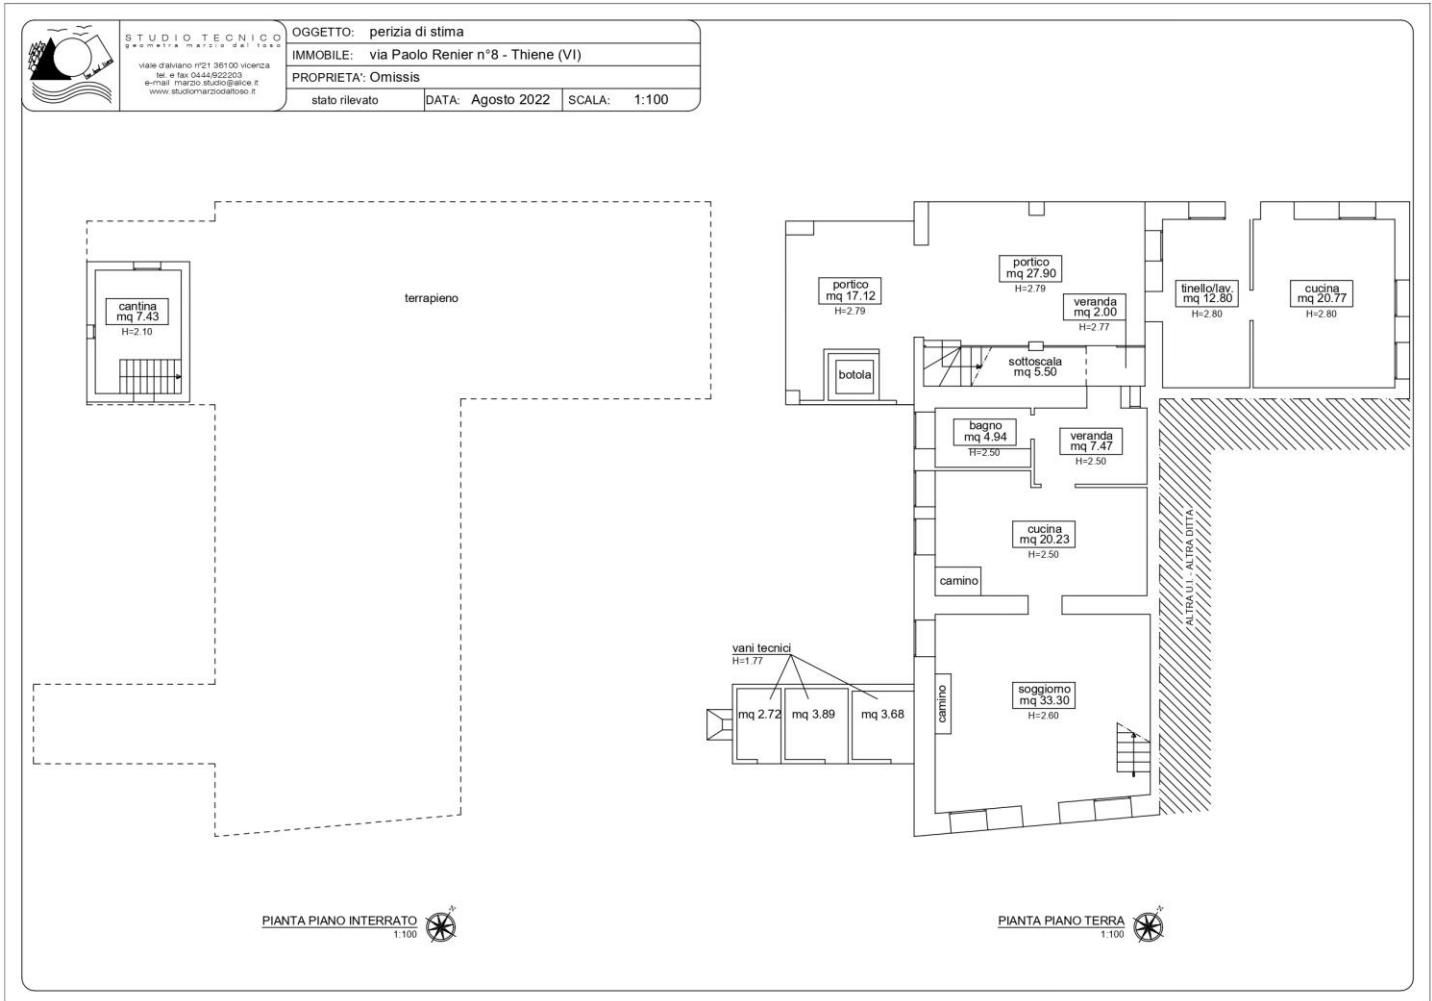 STUDIO TECNICO
geometra marzio dal toso
viale d'alviano n°21 36100 vicenza
tel. e fax 0444/922203
e-mail marzio.studio@alice.it
www.studiomarziodaltoso.it
OGGETTO: perizia di stima
IMMOBILE: via Paolo Renier n°8 - Thiene (VI)
PROPRIETA': Omissis
stato rilevato DATA: Agosto 2022 SCALA: 1:100
cantina
mq 7.43
H=2.10
terrapieno
portico
mq 17.12
H=2.79
portico
mq 27.90
H=2.79
veranda
mq 2.00
H=2.77
tinello/lav.
mq 12.80
H=2.80
cucina
mq 20.77
H=2.80
botola
sottoscala
mq 5.50
bagno
mq 4.94
H=2.50
veranda
mq 7.47
H=2.50
cucina
mq 20.23
H=2.50
camino
ALTRA U.I. - ALTRA DITTA
vani tecnici
H=1.77
mq 2.72 mq 3.89 mq 3.68
camino
soggiorno
mq 33.30
H=2.60
PIANTA PIANO INTERRATO
1:100
PIANTA PIANO TERRA
1:100